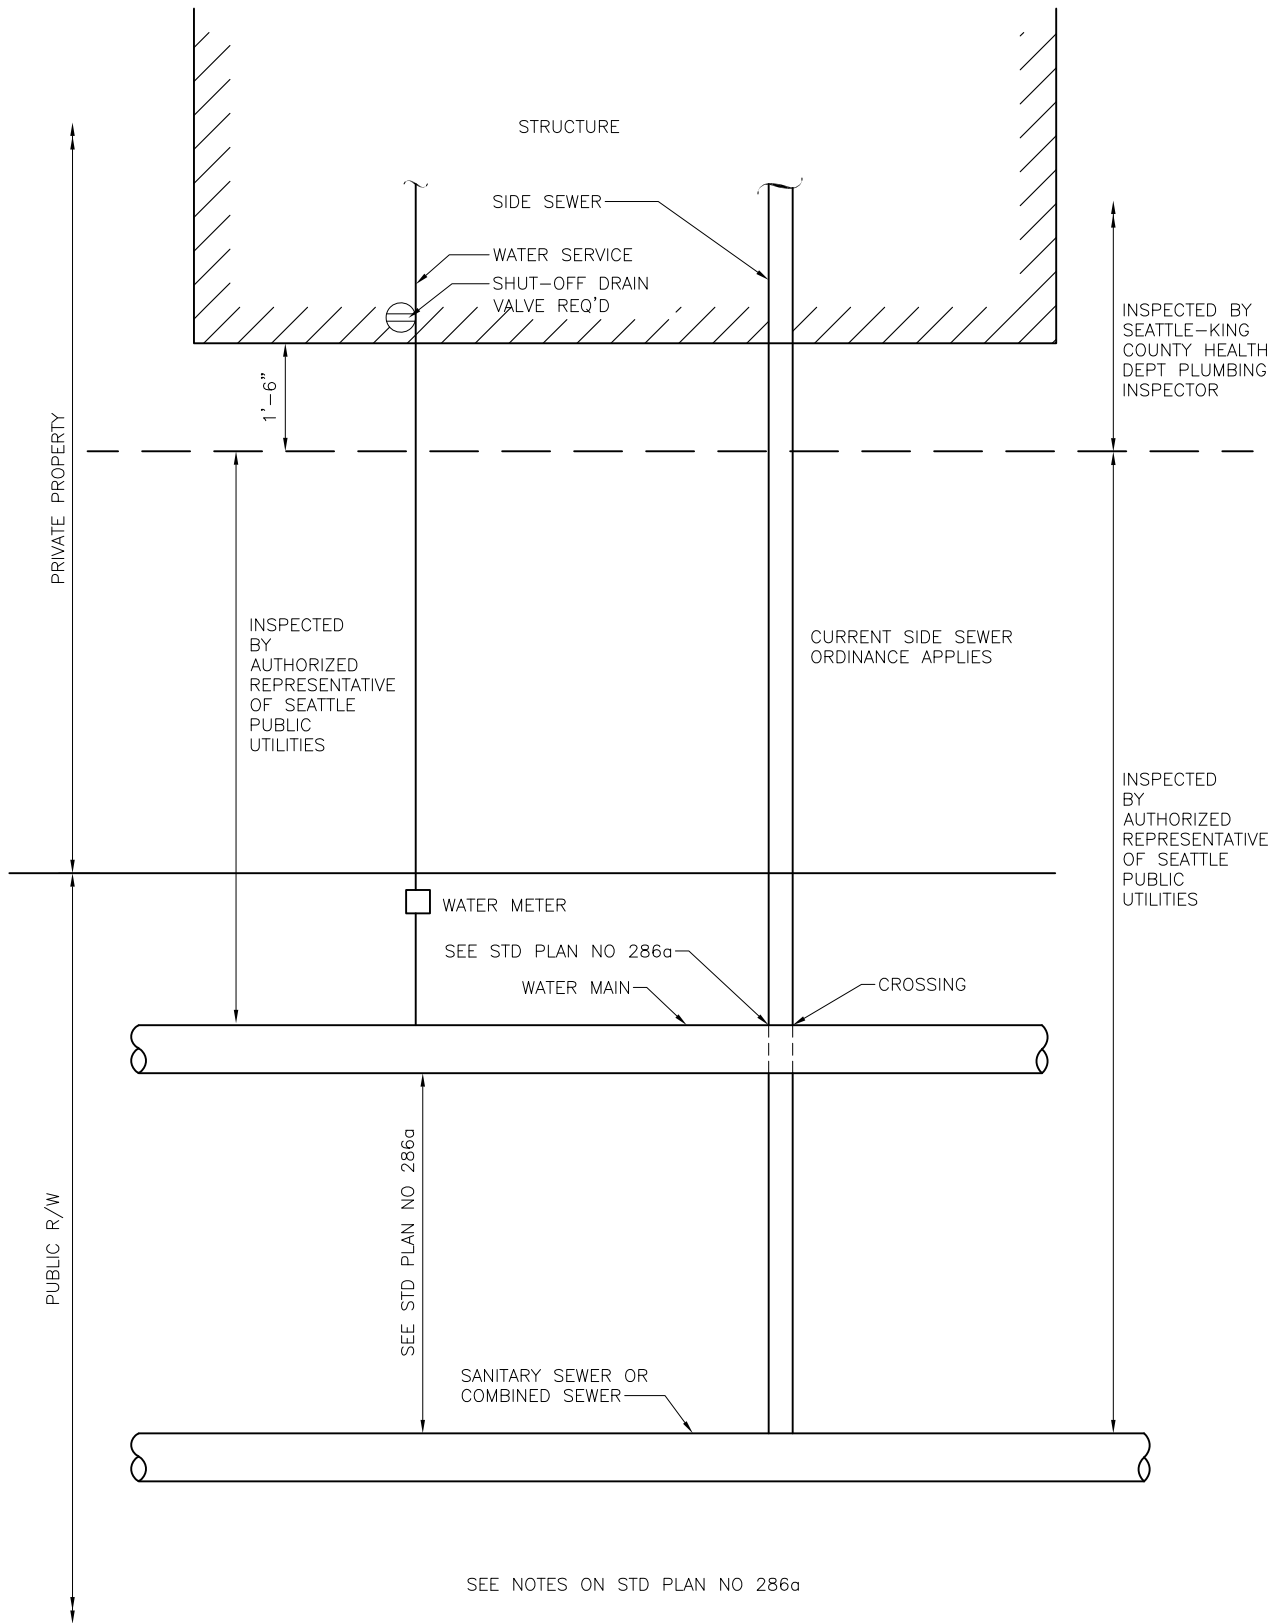 STRUCTURE
SIDE SEWER
WATER SERVICE
SHUT-OFF DRAIN
VALVE REQ'D
INSPECTED BY
SEATTLE-KING
COUNTY HEALTH
DEPT PLUMBING
INSPECTOR
1'-6"
PRIVATE PROPERTY
INSPECTED
BY
AUTHORIZED
REPRESENTATIVE
OF SEATTLE
PUBLIC
UTILITIES
CURRENT SIDE SEWER
ORDINANCE APPLIES
INSPECTED
BY
AUTHORIZED
REPRESENTATIVE
OF SEATTLE
PUBLIC
UTILITIES
WATER METER
SEE STD PLAN NO 286a
WATER MAIN
CROSSING
SEE STD PLAN NO 286a
PUBLIC R/W
SANITARY SEWER OR
COMBINED SEWER
SEE NOTES ON STD PLAN NO 286a